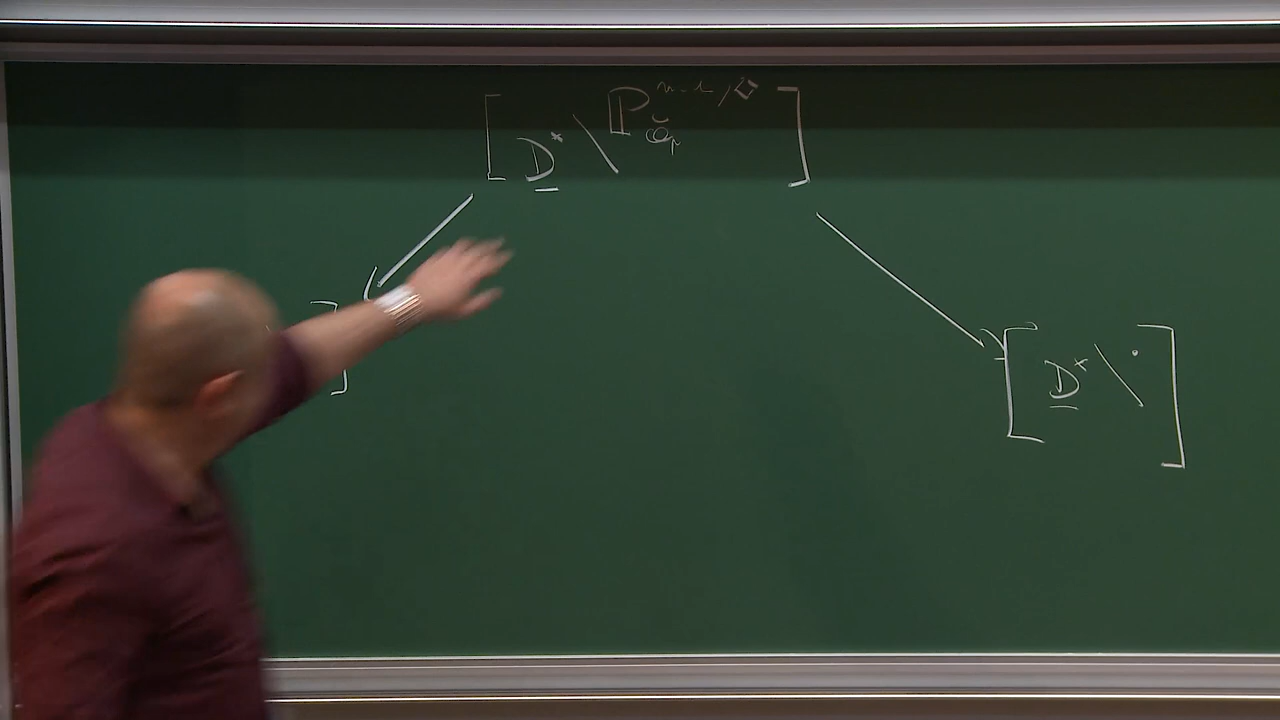 [ D^* \ ℙ^{n-1,◇}_{ℚ̆_p} ]
] [ D^× \ · ]